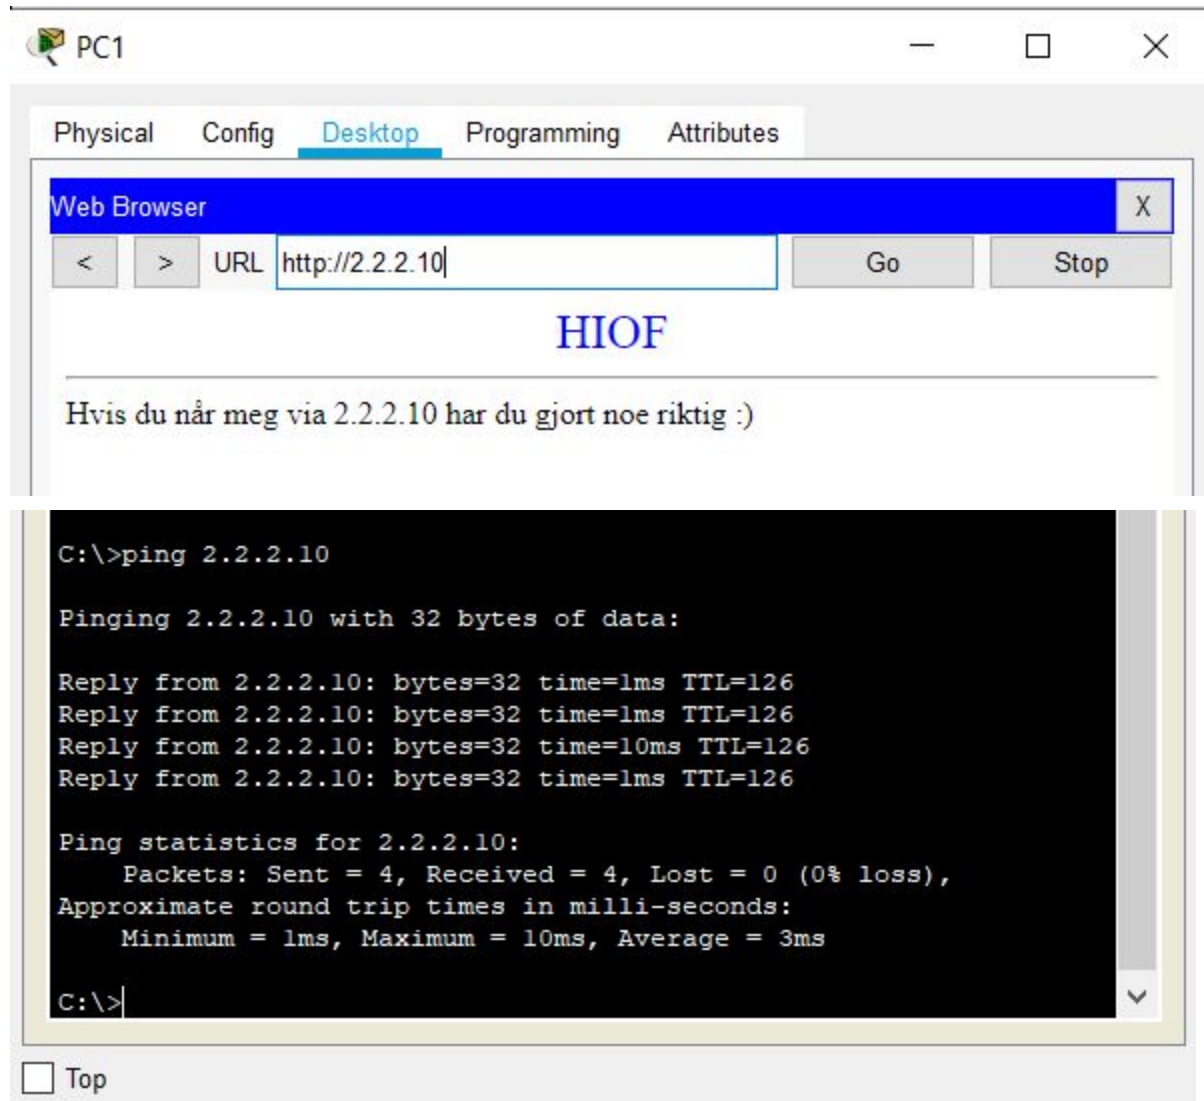 PC1
Physical Config Desktop Programming Attributes
Web Browser X
< > URL http://2.2.2.10 Go Stop
HIOF
Hvis du når meg via 2.2.2.10 har du gjort noe riktig :)
C:\>ping 2.2.2.10
Pinging 2.2.2.10 with 32 bytes of data:
Reply from 2.2.2.10: bytes=32 time=1ms TTL=126
Reply from 2.2.2.10: bytes=32 time=1ms TTL=126
Reply from 2.2.2.10: bytes=32 time=10ms TTL=126
Reply from 2.2.2.10: bytes=32 time=1ms TTL=126
Ping statistics for 2.2.2.10:
Packets: Sent = 4, Received = 4, Lost = 0 (0% loss),
Approximate round trip times in milli-seconds:
Minimum = 1ms, Maximum = 10ms, Average = 3ms
C:\>
Top